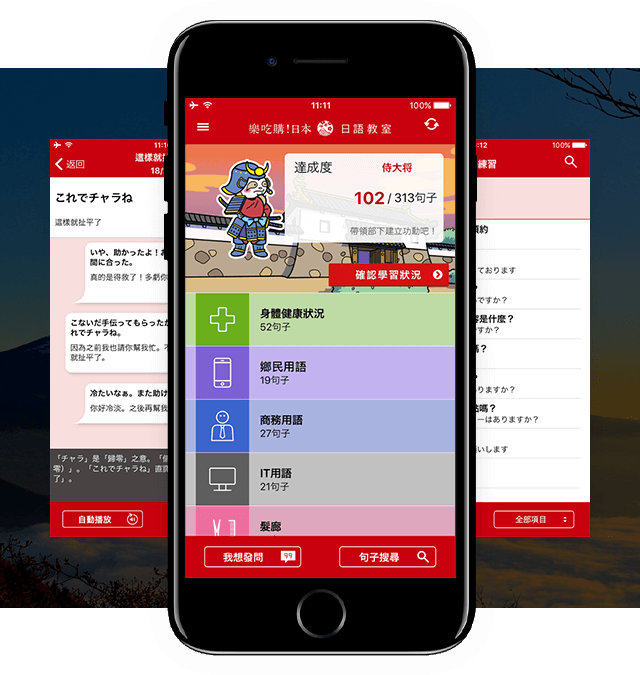 11:11
100%
樂吃購!日本 日語教室
達成度
侍大将
102 / 313句子
帶領部下建立功勳吧！
確認學習狀況
身體健康狀況
52句子
鄉民用語
19句子
商務用語
27句子
IT用語
21句子
髮廊
我想發問
句子搜尋
返回
18/
これでチャラね
這樣就扯平了
いや、助かったよ！
間に合った。
真的是得救了！多虧
こないだ手伝ってもらったか
れでチャラね。
因為之前我也請你幫我忙。
就扯平了。
冷たいなぁ。また助け
你好冷淡。之後再幫我
「チャラ」是「歸零」之意。
零）」。「これでチャラね」直
了」。
自動播放
:12
100%
練習
約
ております
ですか？
是什麼？
すか？
嗎？
りますか？
點嗎？
ーはありますか？
いします
全部項目